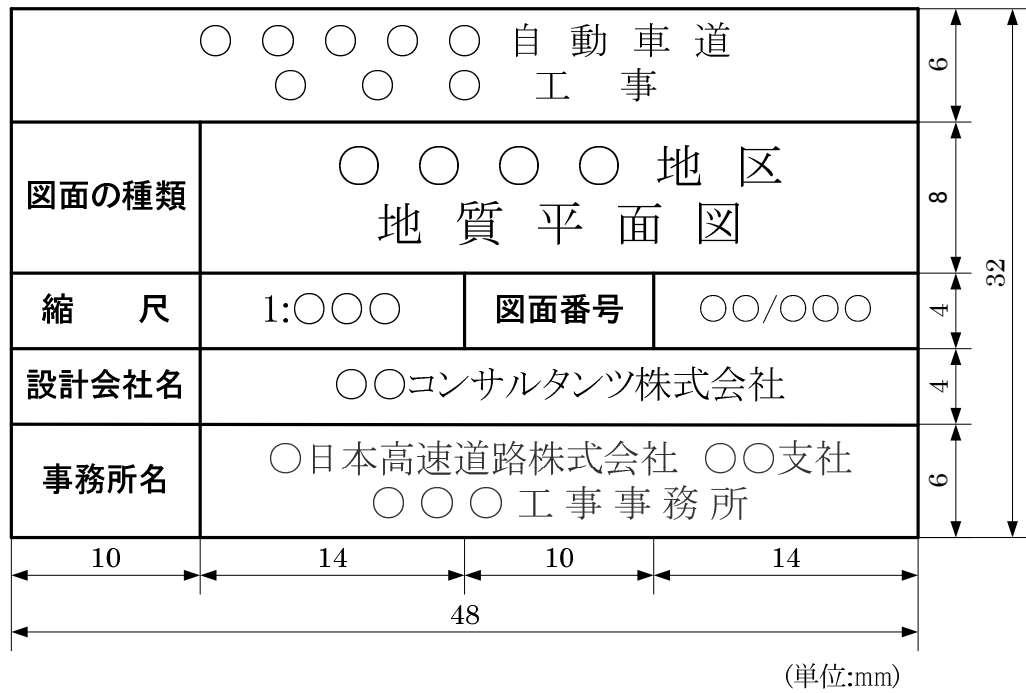 ○○○○○自動車道
○○○工事
6
図面の種類
○○○○地区
地質平面図
8
32
縮 尺
1:○○○
図面番号
○○/○○○
4
設計会社名
○○コンサルタンツ株式会社
4
事務所名
○日本高速道路株式会社 ○○支社
○○○工事事務所
6
10
14
10
14
48
(単位:mm)